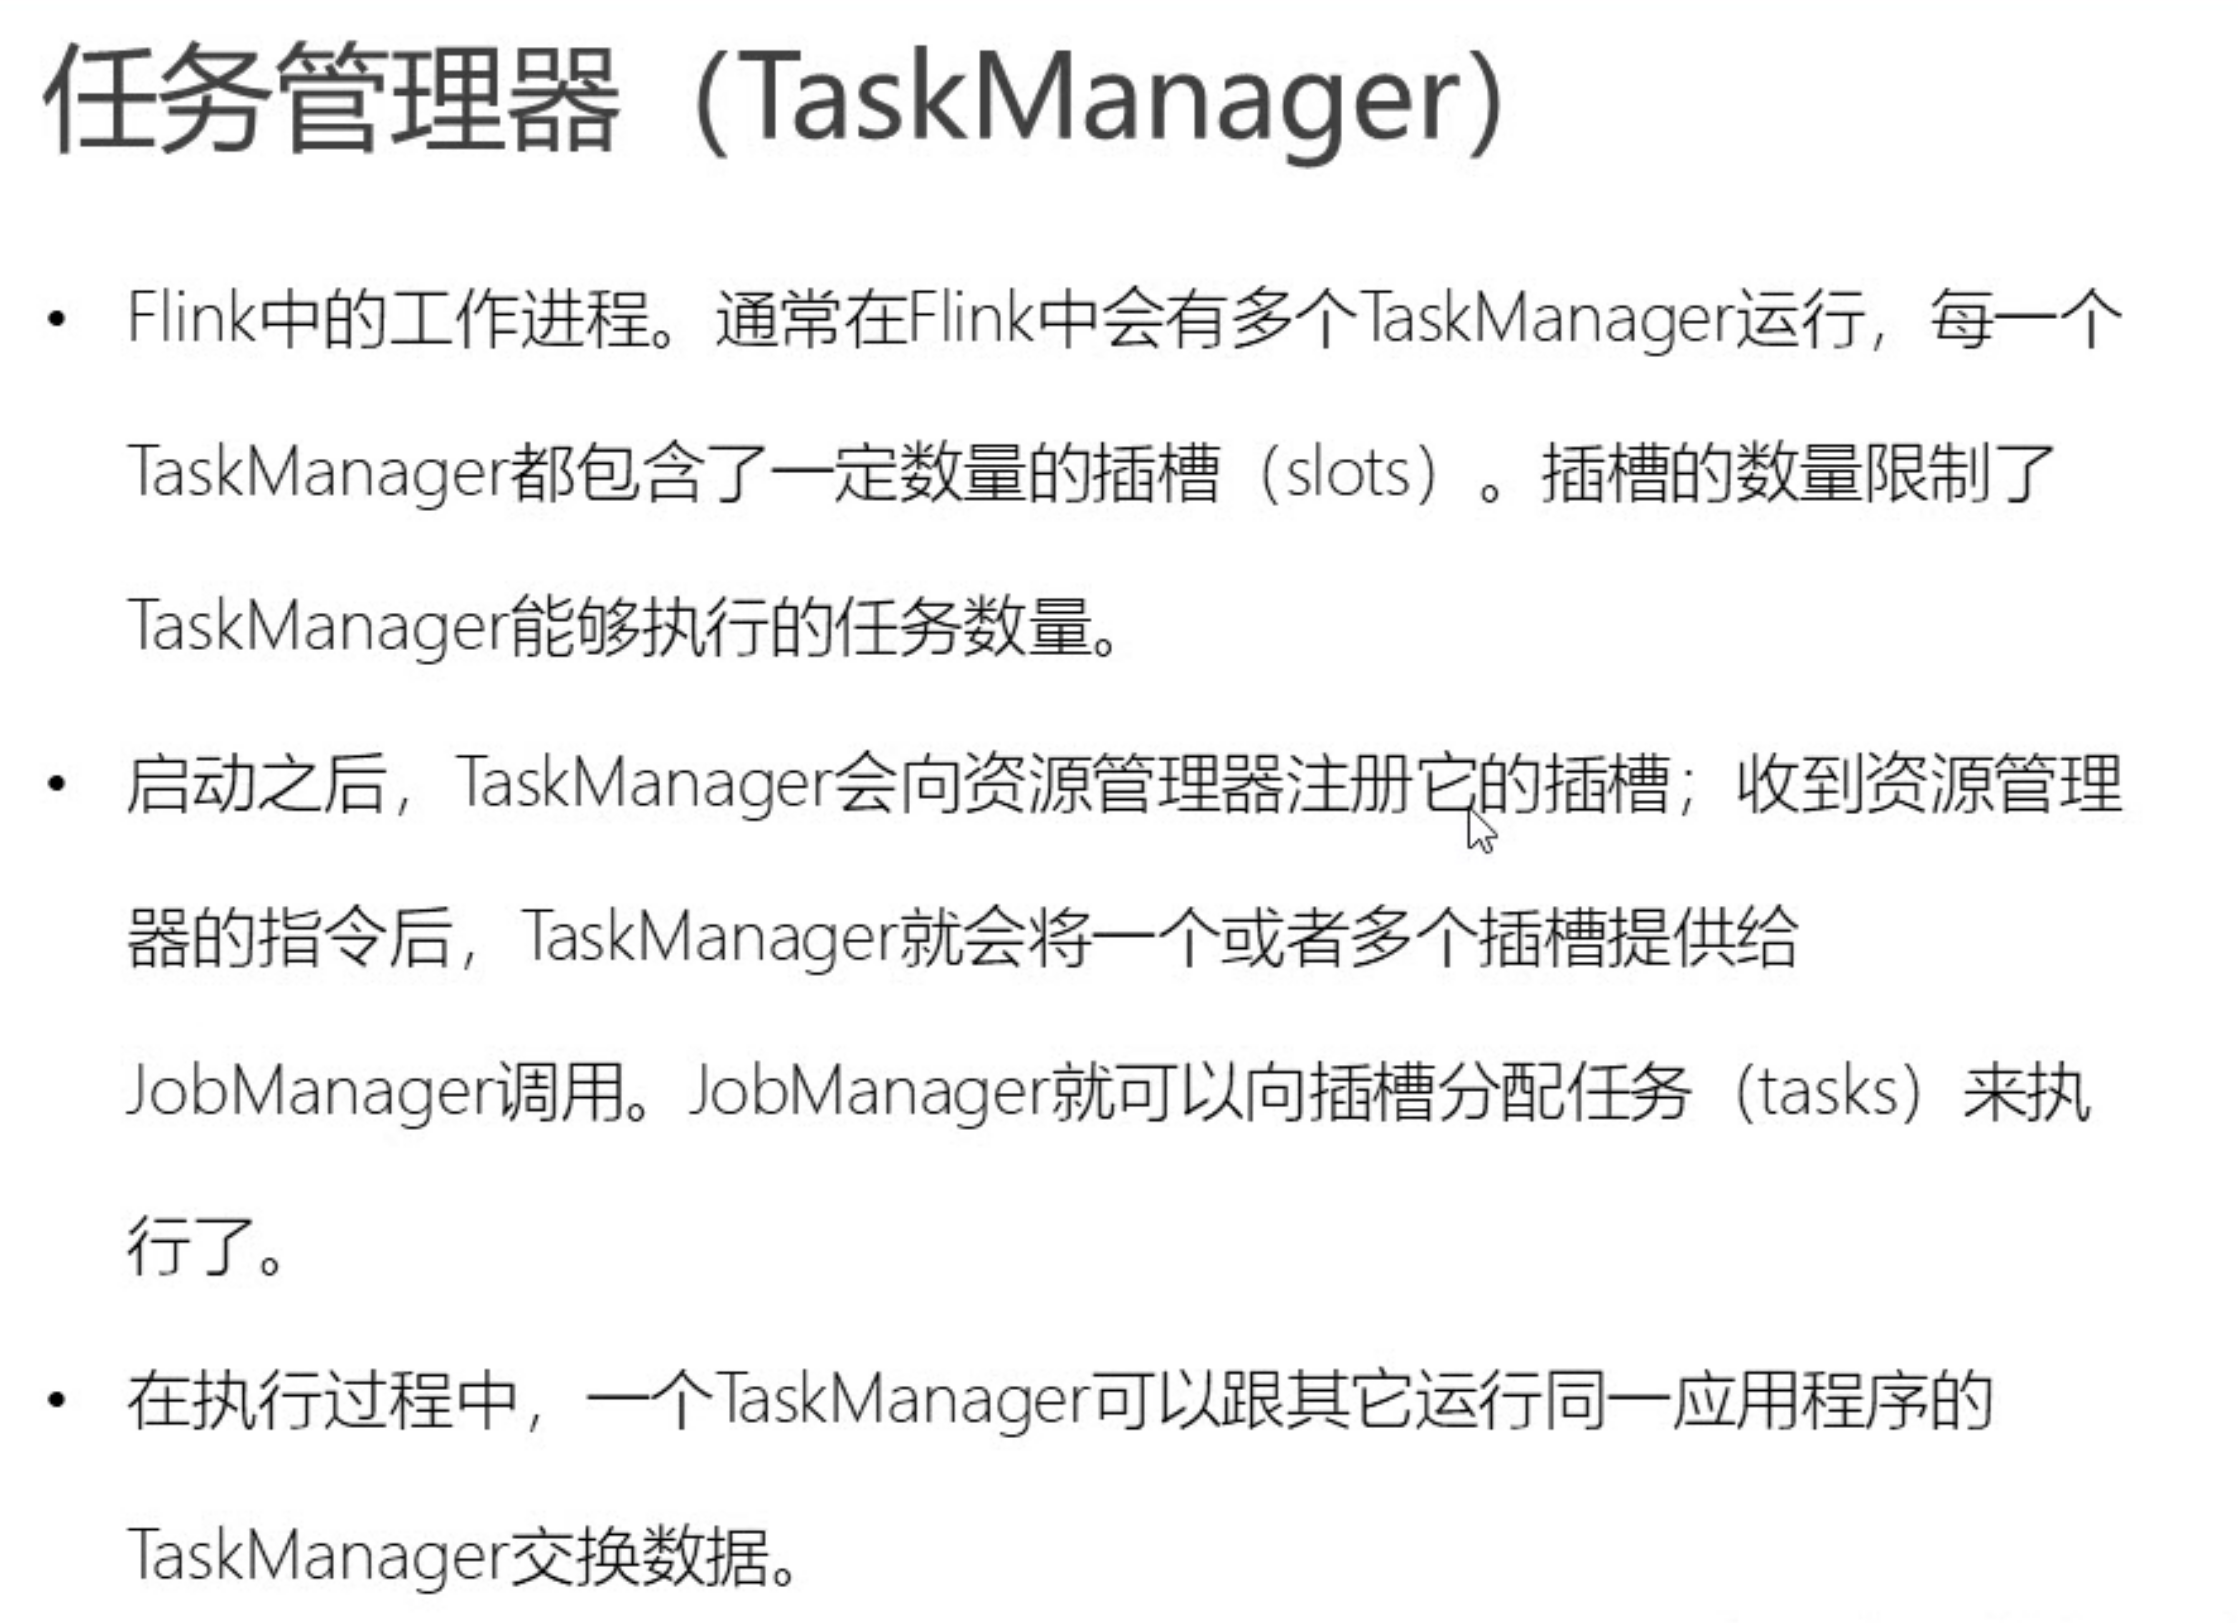 任务管理器（TaskManager）
• Flink中的工作进程。通常在Flink中会有多个TaskManager运行，每一个
TaskManager都包含了一定数量的插槽（slots）。插槽的数量限制了
TaskManager能够执行的任务数量。
• 启动之后，TaskManager会向资源管理器注册它的插槽；收到资源管理
器的指令后，TaskManager就会将一个或者多个插槽提供给
JobManager调用。JobManager就可以向插槽分配任务（tasks）来执
行了。
• 在执行过程中，一个TaskManager可以跟其它运行同一应用程序的
TaskManager交换数据。